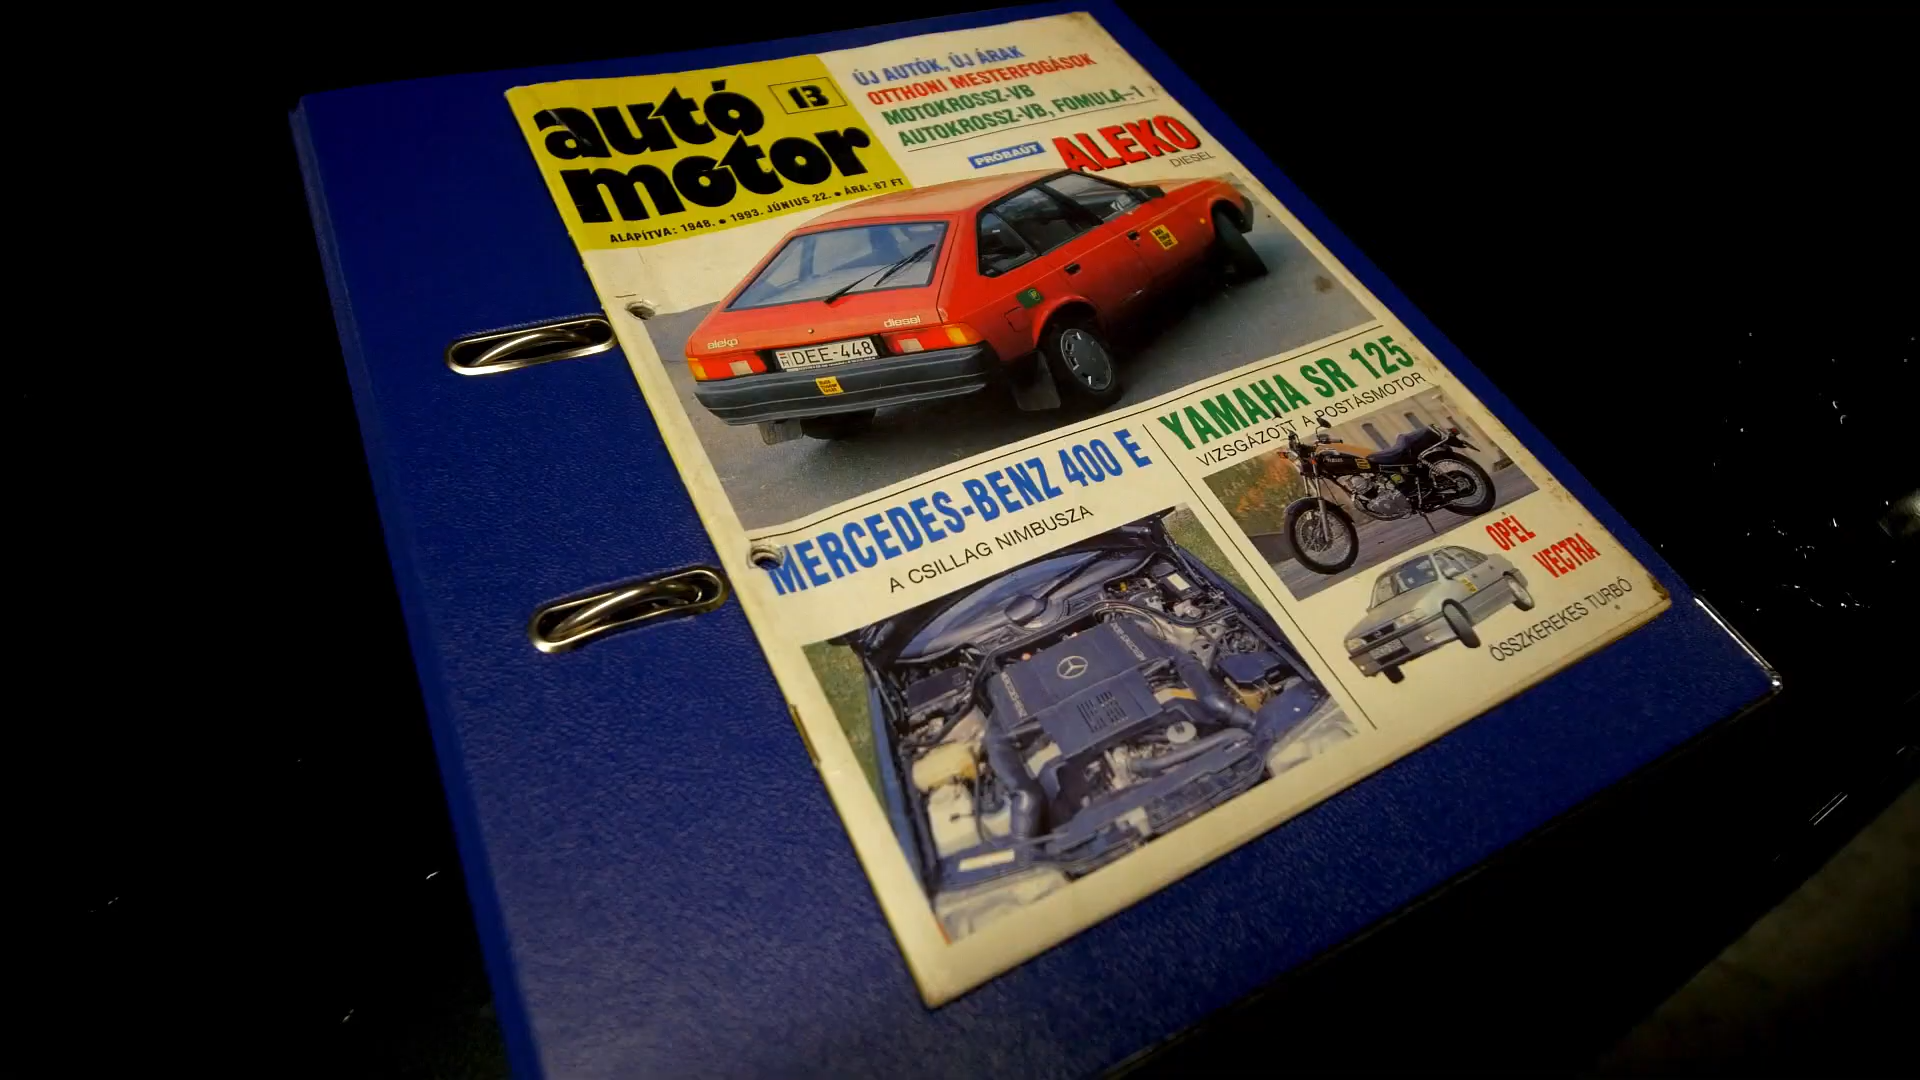 autó
motor
13
ALAPÍTVA: 1948. • 1993. JÚNIUS 22. • ÁRA: 87 FT
ÚJ AUTÓK, ÚJ ÁRAK
OTTHONI MESTERFOGÁSOK
MOTOKROSSZ-VB
AUTOKROSSZ-VB, FOMULA-1
PRÓBAÚT
ALEKO
DIESEL
aleko
diesel
H DEE-448
MERCEDES-BENZ 400 E
A CSILLAG NIMBUSZA
YAMAHA SR 125
VIZSGÁZOTT A POSTÁSMOTOR
OPEL
VECTRA
ÖSSZKEREKES TURBÓ